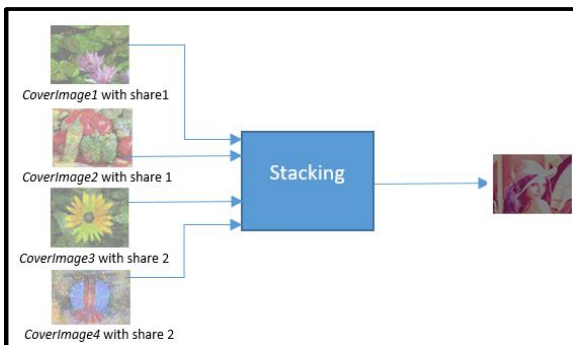 CoverImage1 with share1
CoverImage2 with share 1
Stacking
CoverImage3 with share 2
CoverImage4 with share 2